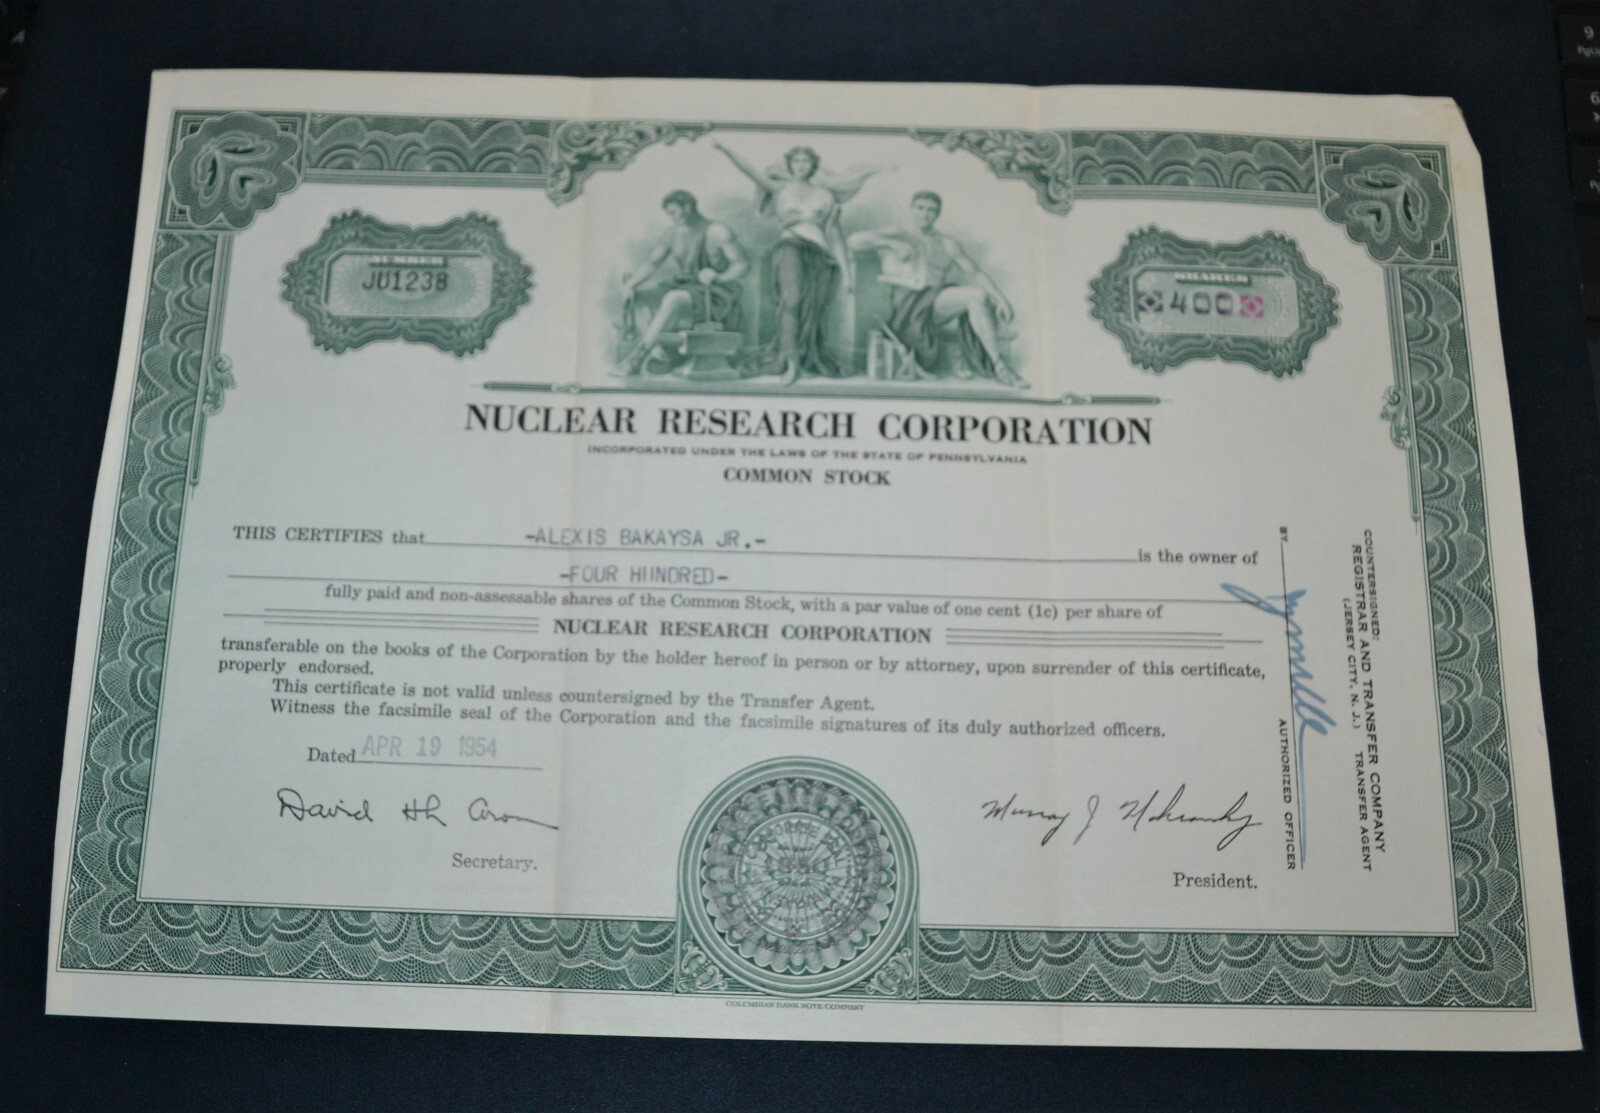 NUMBER
JU1238
SHARES
400
NUCLEAR RESEARCH CORPORATION
INCORPORATED UNDER THE LAWS OF THE STATE OF PENNSYLVANIA
COMMON STOCK
THIS CERTIFIES that -ALEXIS BAKAYSA JR.- is the owner of
-FOUR HUNDRED-
fully paid and non-assessable shares of the Common Stock, with a par value of one cent (1c) per share of
NUCLEAR RESEARCH CORPORATION
transferable on the books of the Corporation by the holder hereof in person or by attorney, upon surrender of this certificate,
properly endorsed.
This certificate is not valid unless countersigned by the Transfer Agent.
Witness the facsimile seal of the Corporation and the facsimile signatures of its duly authorized officers.
Dated APR 19 1954
David
Secretary.
Murray J
President.
COUNTERSIGNED:
REGISTRAR AND TRANSFER COMPANY
(JERSEY CITY, N. J.) TRANSFER AGENT
BY
AUTHORIZED OFFICER
COLUMBIAN BANK NOTE COMPANY
9
PgU
6